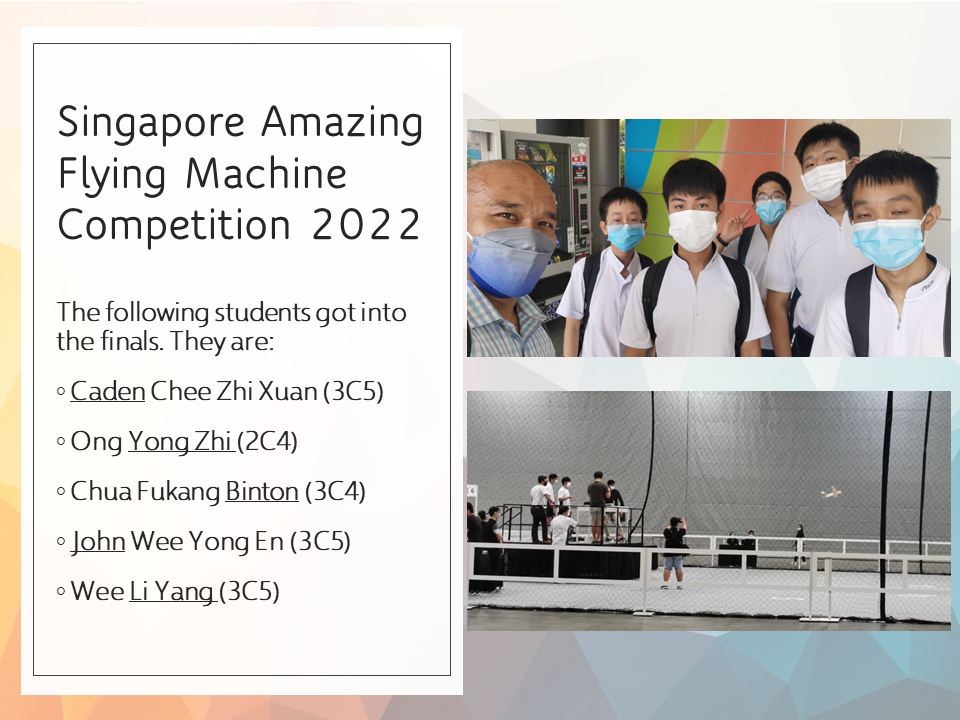 Singapore Amazing
Flying Machine
Competition 2022
The following students got into
the finals. They are:
◦ Caden Chee Zhi Xuan (3C5)
◦ Ong Yong Zhi (2C4)
◦ Chua Fukang Binton (3C4)
◦ John Wee Yong En (3C5)
◦ Wee Li Yang (3C5)